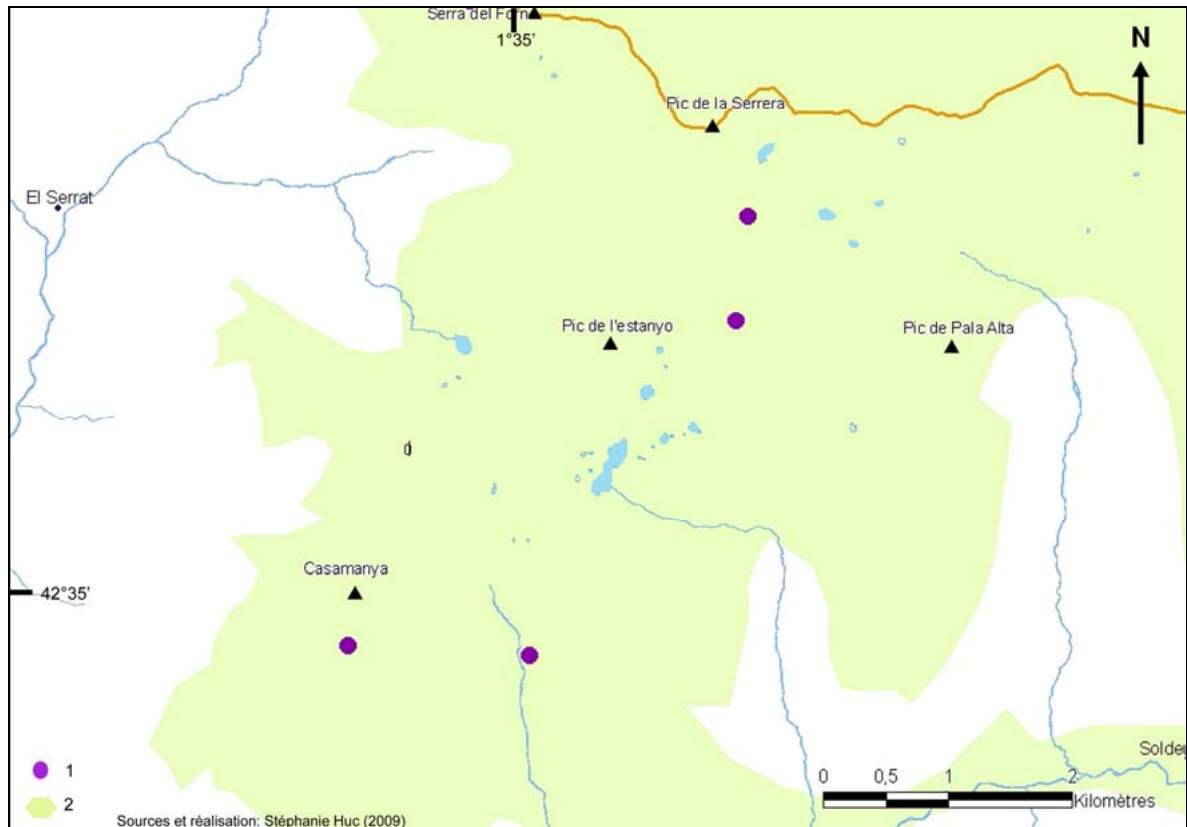 Serra del Forn
1°35'
N
Pic de la Serrera
El Serrat
Pic de l'estanyo
Pic de Pala Alta
Casamanya
42°35'
Solde
1
2
0 0,5 1 2
Kilomètres
Sources et réalisation: Stéphanie Huc (2009)